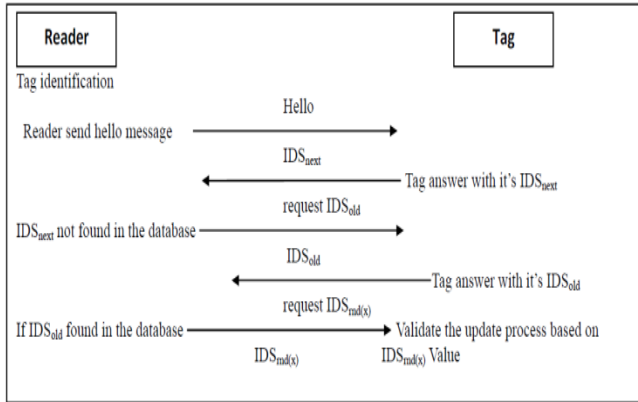 Reader Tag
Tag identification
Hello
Reader send hello message
IDSnext
Tag answer with it's IDSnext
request IDSold
IDSnext not found in the database
IDSold
Tag answer with it's IDSold
request IDSrnd(x)
If IDSold found in the database Validate the update process based on
IDSrnd(x) IDSrnd(x) Value